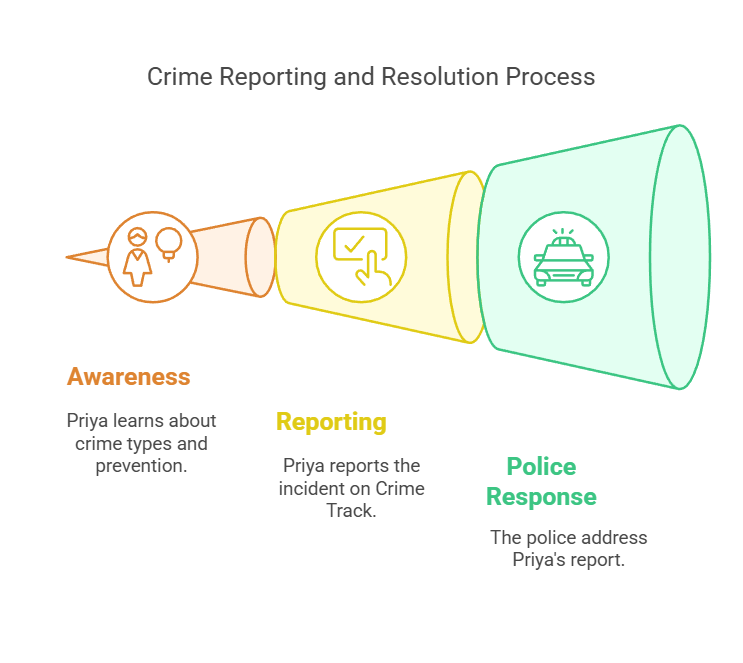 Crime Reporting and Resolution Process
Awareness
Priya learns about
crime types and
prevention.
Reporting
Priya reports the
incident on Crime
Track.
Police
Response
The police address
Priya's report.